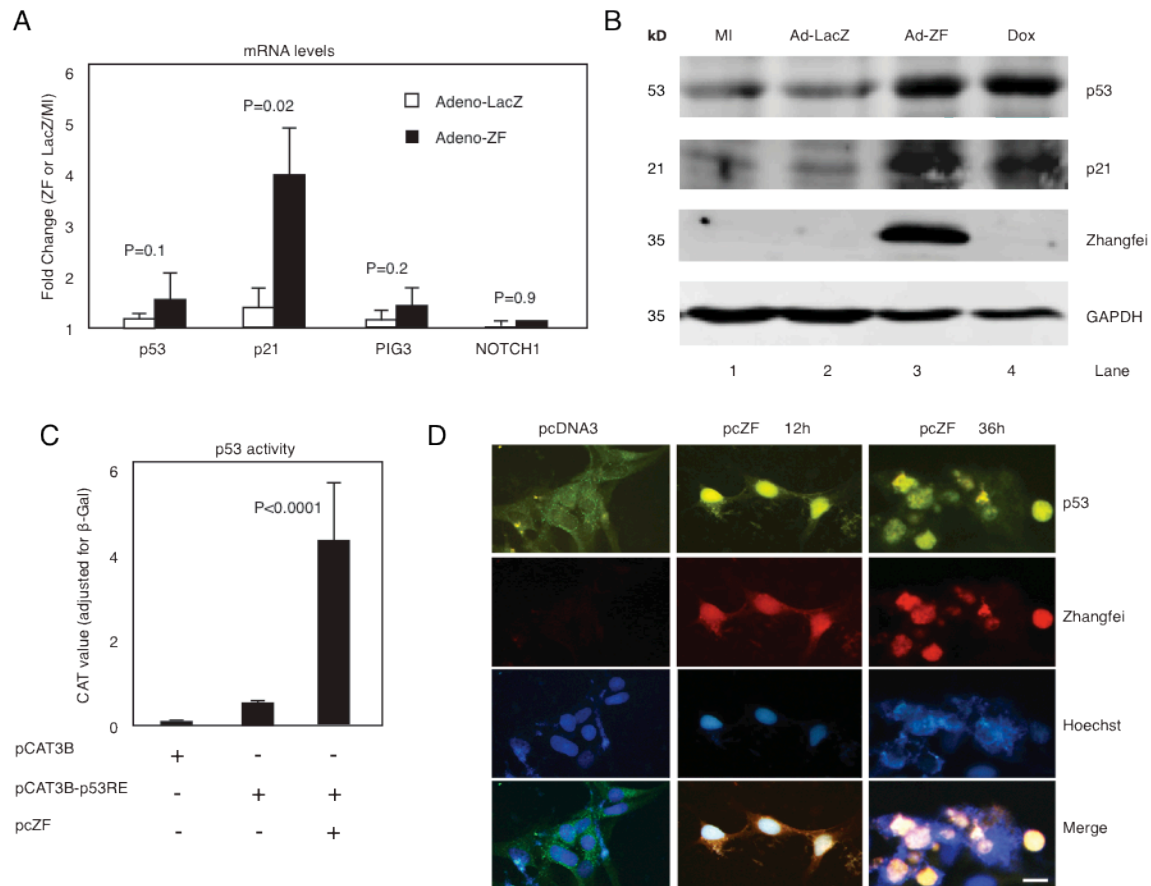 A
mRNA levels
Fold Change (ZF or LacZ/MI)
6
5
4
3
2
1
P=0.1
P=0.02
P=0.2
P=0.9
Adeno-LacZ
Adeno-ZF
p53 p21 PIG3 NOTCH1
B
kD MI Ad-LacZ Ad-ZF Dox
53 p53
21 p21
35 Zhangfei
35 GAPDH
1 2 3 4 Lane
C
p53 activity
CAT value (adjusted for β-Gal)
6
4
2
0
P<0.0001
pCAT3B + - -
pCAT3B-p53RE - + +
pcZF - - +
D
pcDNA3 pcZF 12h pcZF 36h
p53
Zhangfei
Hoechst
Merge